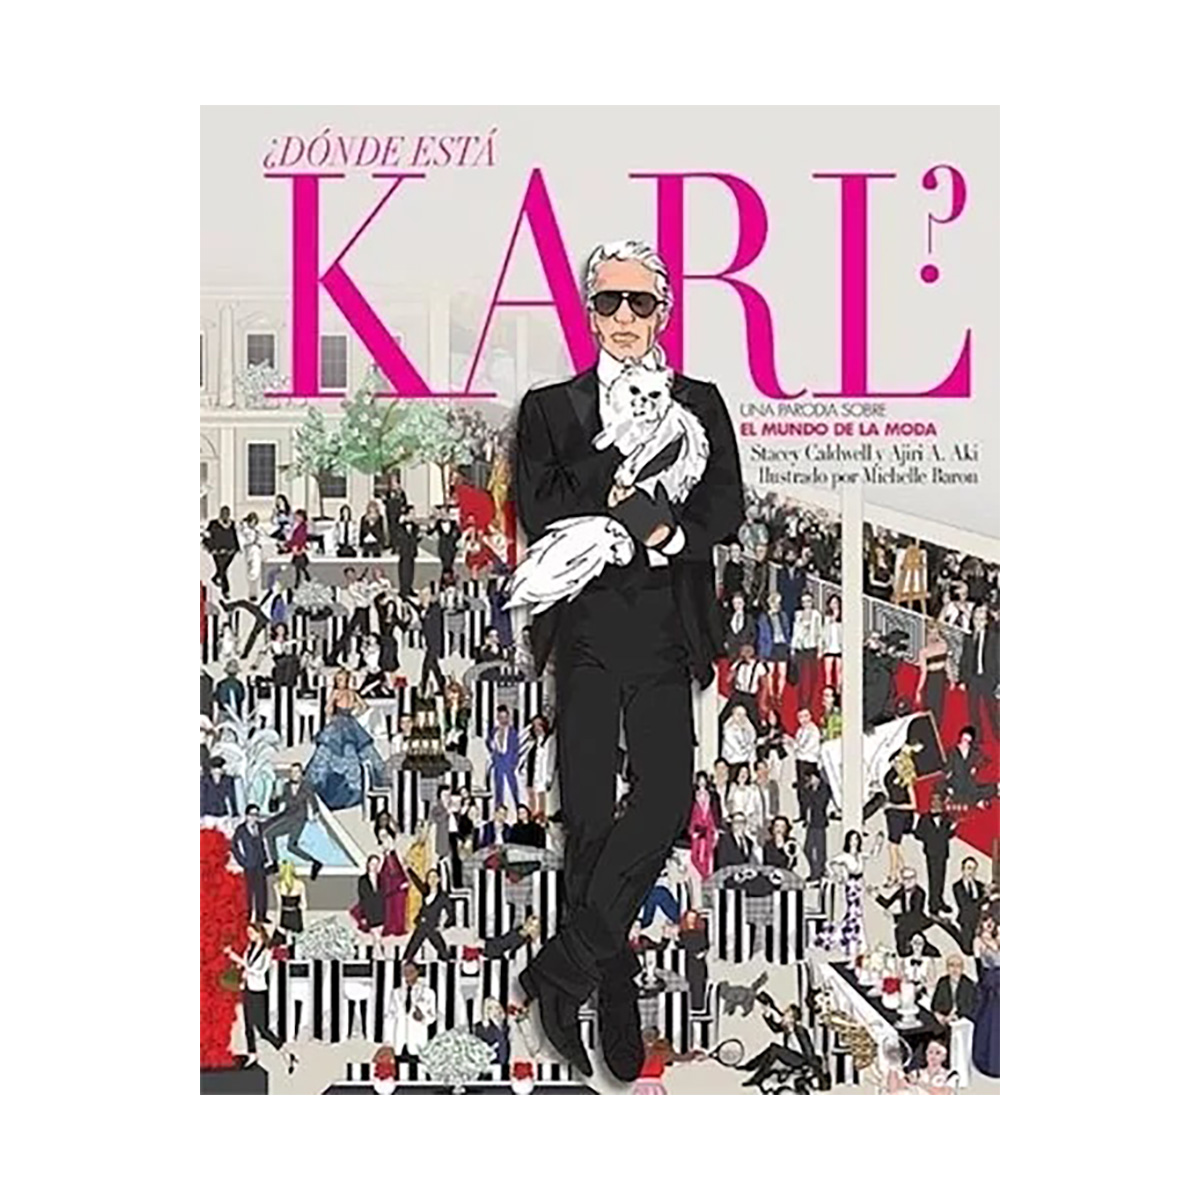 ¿DÓNDE ESTÁ
KARL?
UNA PARODIA SOBRE
EL MUNDO DE LA MODA
Stacey Caldwell y Ajiri A. Aki
Ilustrado por Michelle Baron